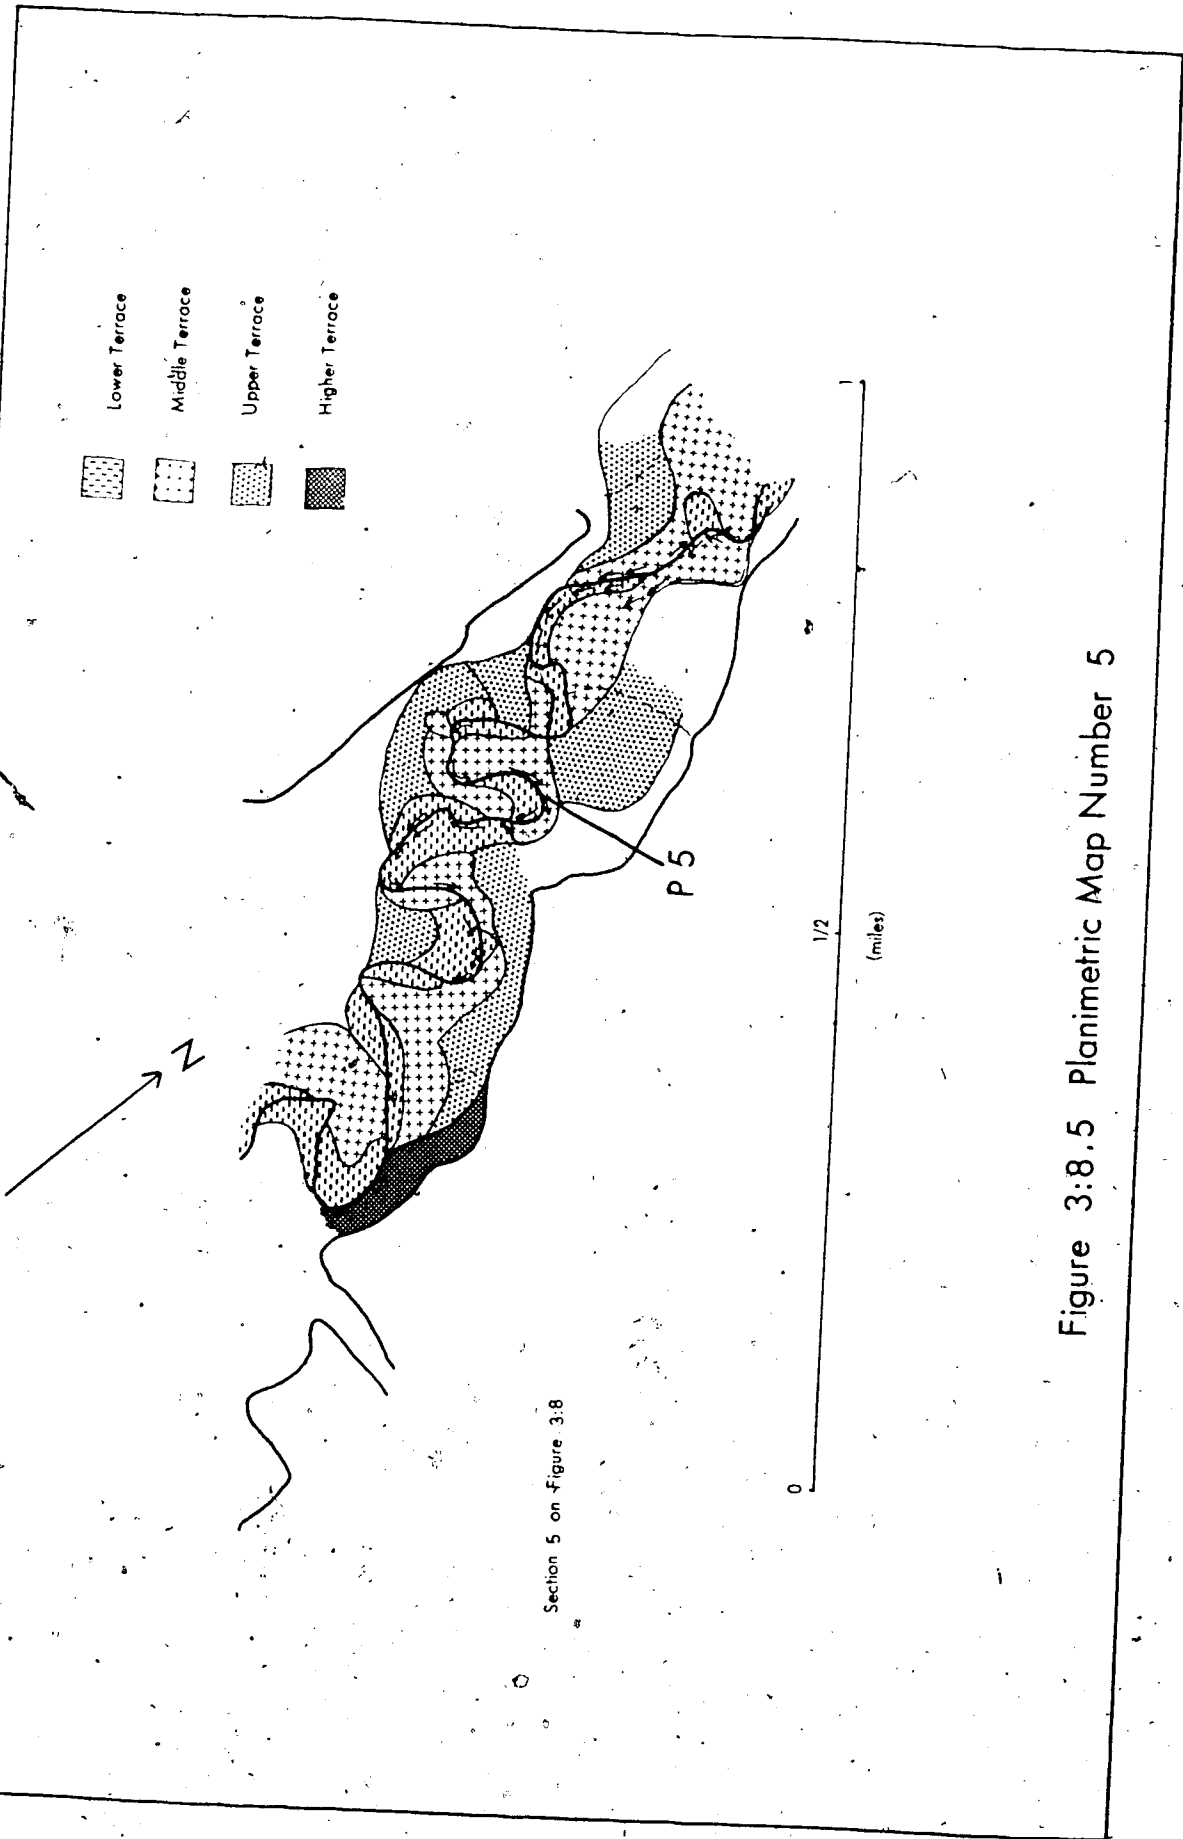 Lower Terrace
Middle Terrace
Upper Terrace
Higher Terrace
N
P 5
Section 5 on Figure 3:8
0
1/2
1
(miles)
Figure 3:8.5 Planimetric Map Number 5